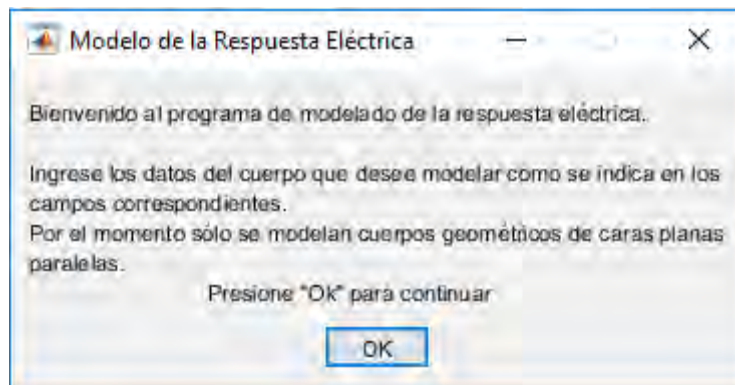 Modelo de la Respuesta Eléctrica
Bienvenido al programa de modelado de la respuesta eléctrica.
Ingrese los datos del cuerpo que desee modelar como se indica en los
campos correspondientes.
Por el momento sólo se modelan cuerpos geométricos de caras planas
paralelas.
Presione "Ok" para continuar
OK